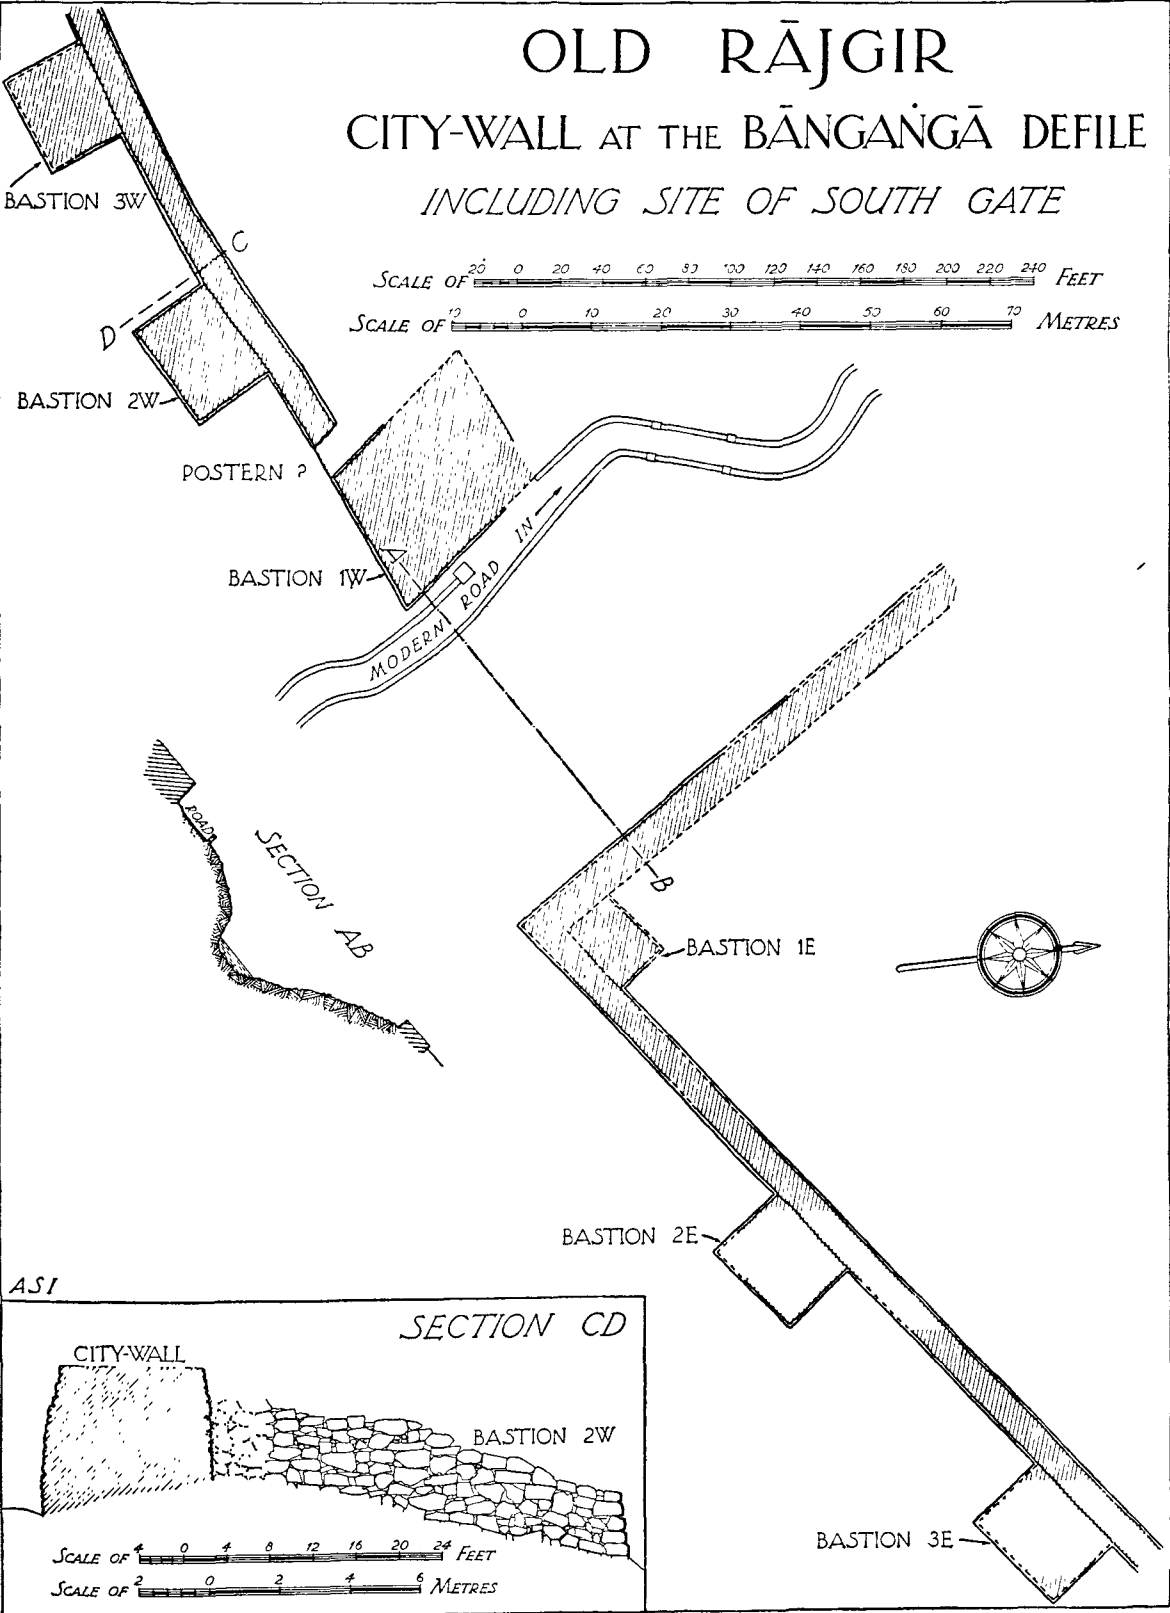 OLD RĀJGIR
CITY-WALL AT THE BĀNGAṄGĀ DEFILE
INCLUDING SITE OF SOUTH GATE
SCALE OF 20 0 20 40 60 80 100 120 140 160 180 200 220 240 FEET
SCALE OF 10 0 10 20 30 40 50 60 70 METRES
BASTION 3W
C
D
BASTION 2W
POSTERN ?
BASTION 1W
A
MODERN ROAD IN
ROAD
SECTION AB
B
BASTION 1E
BASTION 2E
BASTION 3E
ASI
SECTION CD
CITY-WALL
BASTION 2W
SCALE OF 4 0 4 8 12 16 20 24 FEET
SCALE OF 2 0 2 4 6 METRES